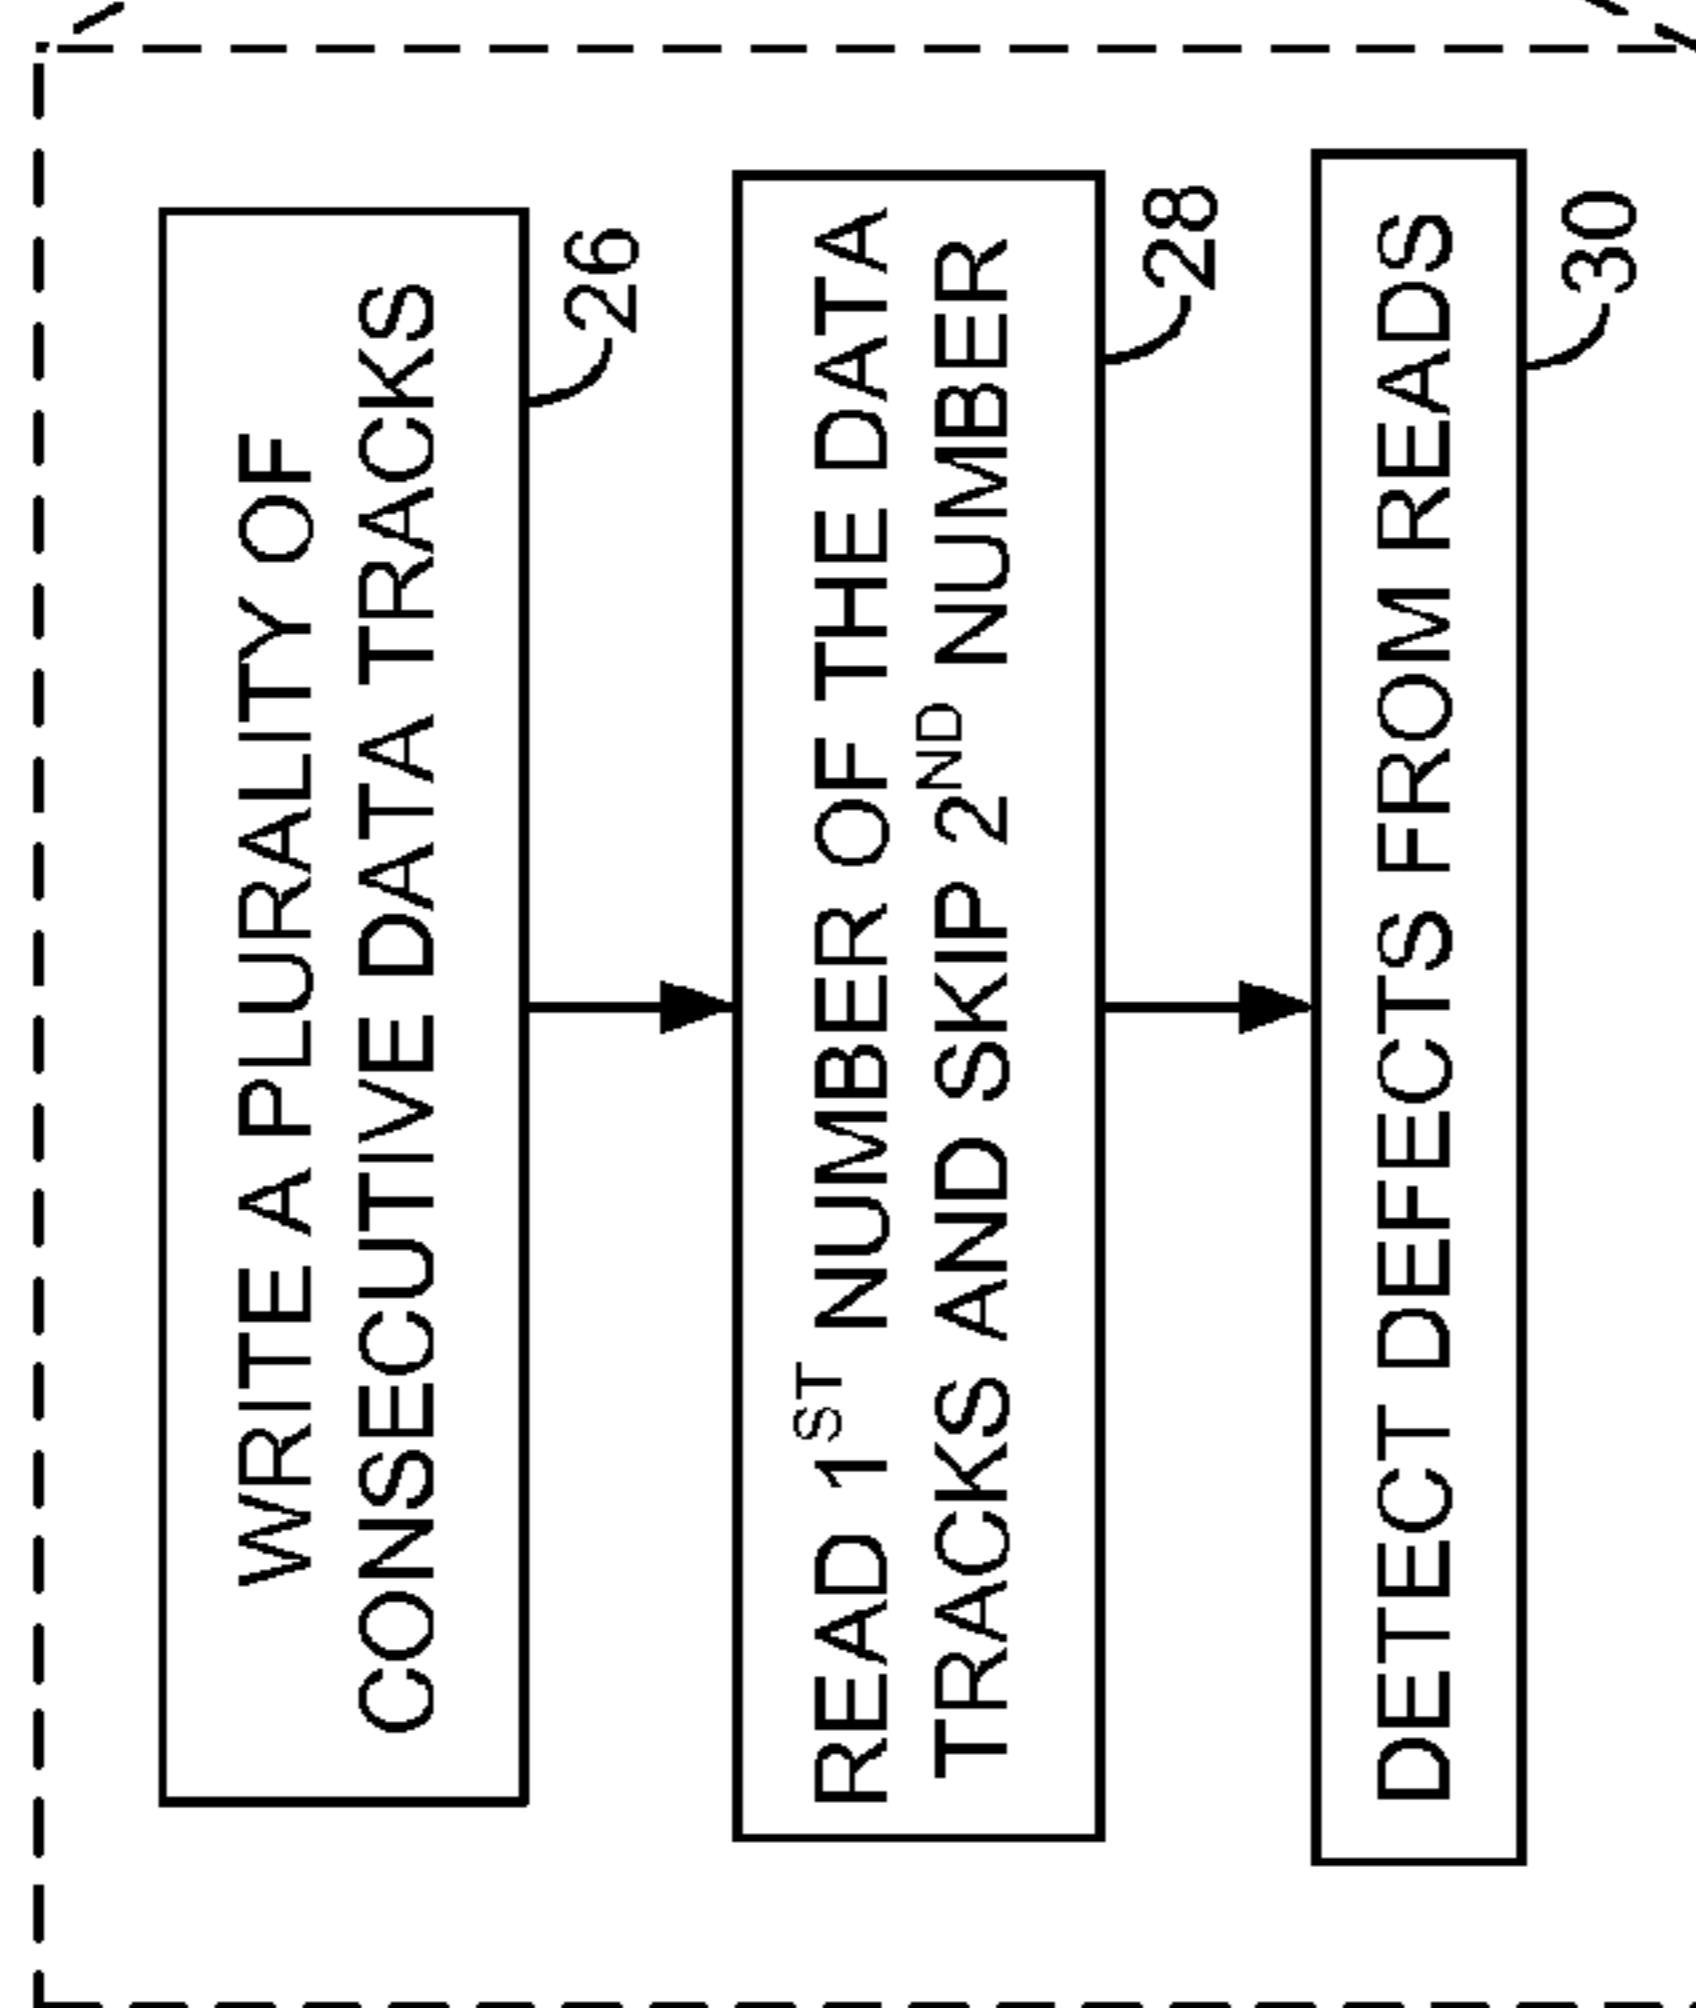 WRITE A PLURALITY OF
CONSECUTIVE DATA TRACKS
26
READ 1ST NUMBER OF THE DATA
TRACKS AND SKIP 2ND NUMBER
28
DETECT DEFECTS FROM READS
30